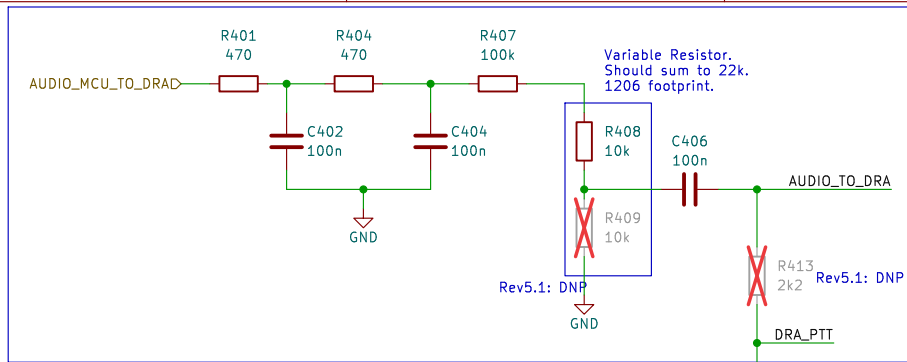 R401
470
R404
470
R407
100k
Variable Resistor.
Should sum to 22k.
1206 footprint.
AUDIO_MCU_TO_DRA
C402
100n
C404
100n
R408
10k
C406
100n
AUDIO_TO_DRA
R409
10k
GND
R413
2k2
Rev5.1: DNP
Rev5.1: DNP
GND
DRA_PTT